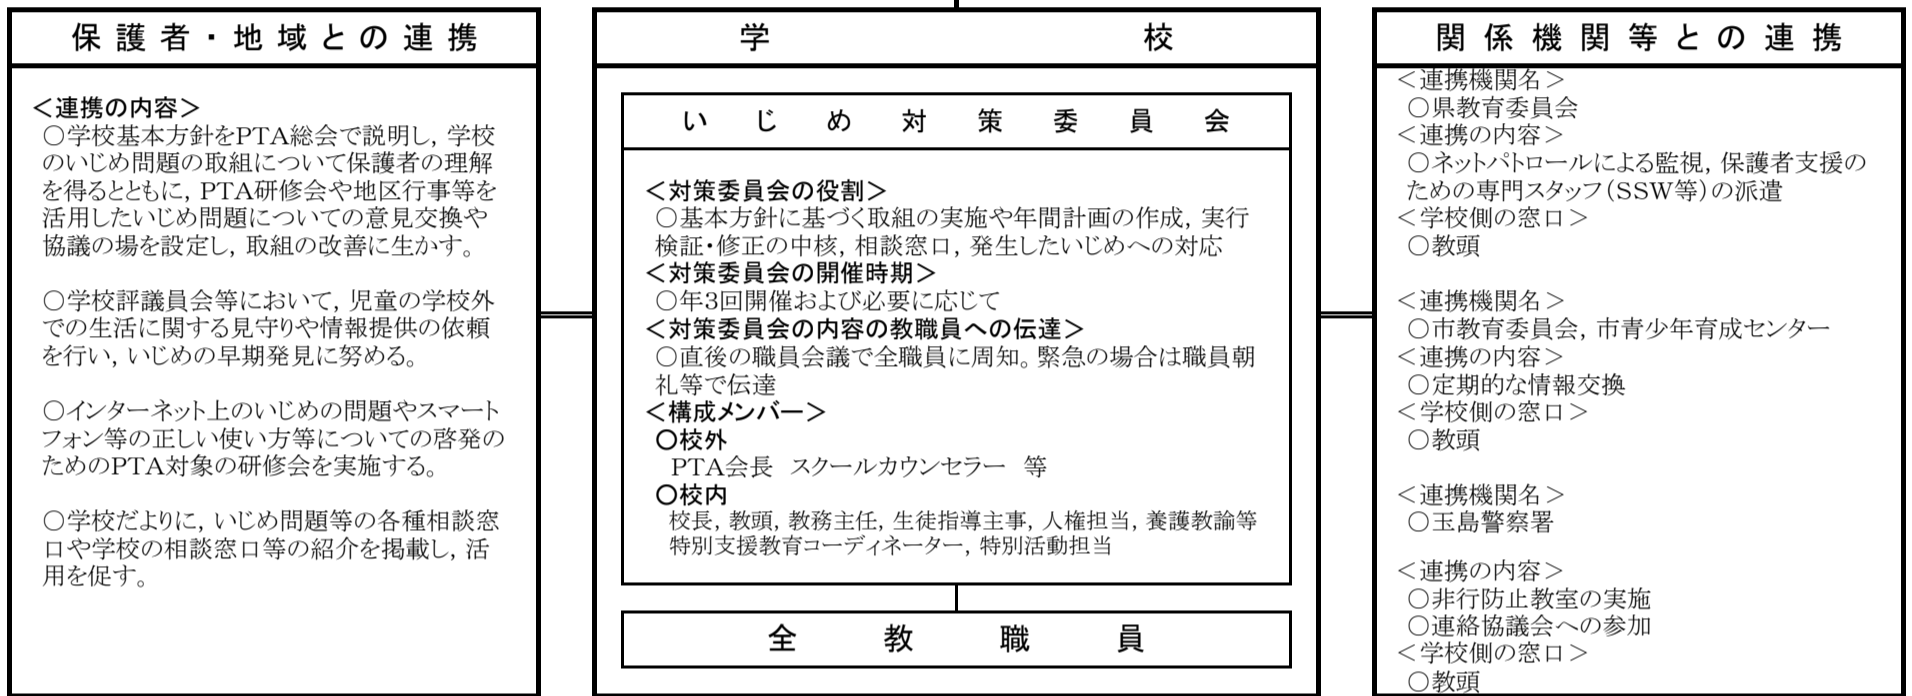 保護者・地域との連携
＜連携の内容＞
○学校基本方針をPTA総会で説明し，学校
のいじめ問題の取組について保護者の理解
を得るとともに，PTA研修会や地区行事等を
活用したいじめ問題についての意見交換や
協議の場を設定し，取組の改善に生かす。
○学校評議員会等において，児童の学校外
での生活に関する見守りや情報提供の依頼
を行い，いじめの早期発見に努める。
○インターネット上のいじめの問題やスマート
フォン等の正しい使い方等についての啓発の
ためのPTA対象の研修会を実施する。
○学校だよりに，いじめ問題等の各種相談窓
口や学校の相談窓口等の紹介を掲載し，活
用を促す。
学校
いじめ対策委員会
＜対策委員会の役割＞
○基本方針に基づく取組の実施や年間計画の作成，実行
検証・修正の中核，相談窓口，発生したいじめへの対応
＜対策委員会の開催時期＞
○年3回開催および必要に応じて
＜対策委員会の内容の教職員への伝達＞
○直後の職員会議で全職員に周知。緊急の場合は職員朝
礼等で伝達
＜構成メンバー＞
○校外
PTA会長　スクールカウンセラー　等
○校内
校長，教頭，教務主任，生徒指導主事，人権担当，養護教諭等
特別支援教育コーディネーター，特別活動担当
全教職員
関係機関等との連携
＜連携機関名＞
○県教育委員会
＜連携の内容＞
○ネットパトロールによる監視，保護者支援の
ための専門スタッフ（SSW等）の派遣
＜学校側の窓口＞
○教頭
＜連携機関名＞
○市教育委員会，市青少年育成センター
＜連携の内容＞
○定期的な情報交換
＜学校側の窓口＞
○教頭
＜連携機関名＞
○玉島警察署
＜連携の内容＞
○非行防止教室の実施
○連絡協議会への参加
＜学校側の窓口＞
○教頭